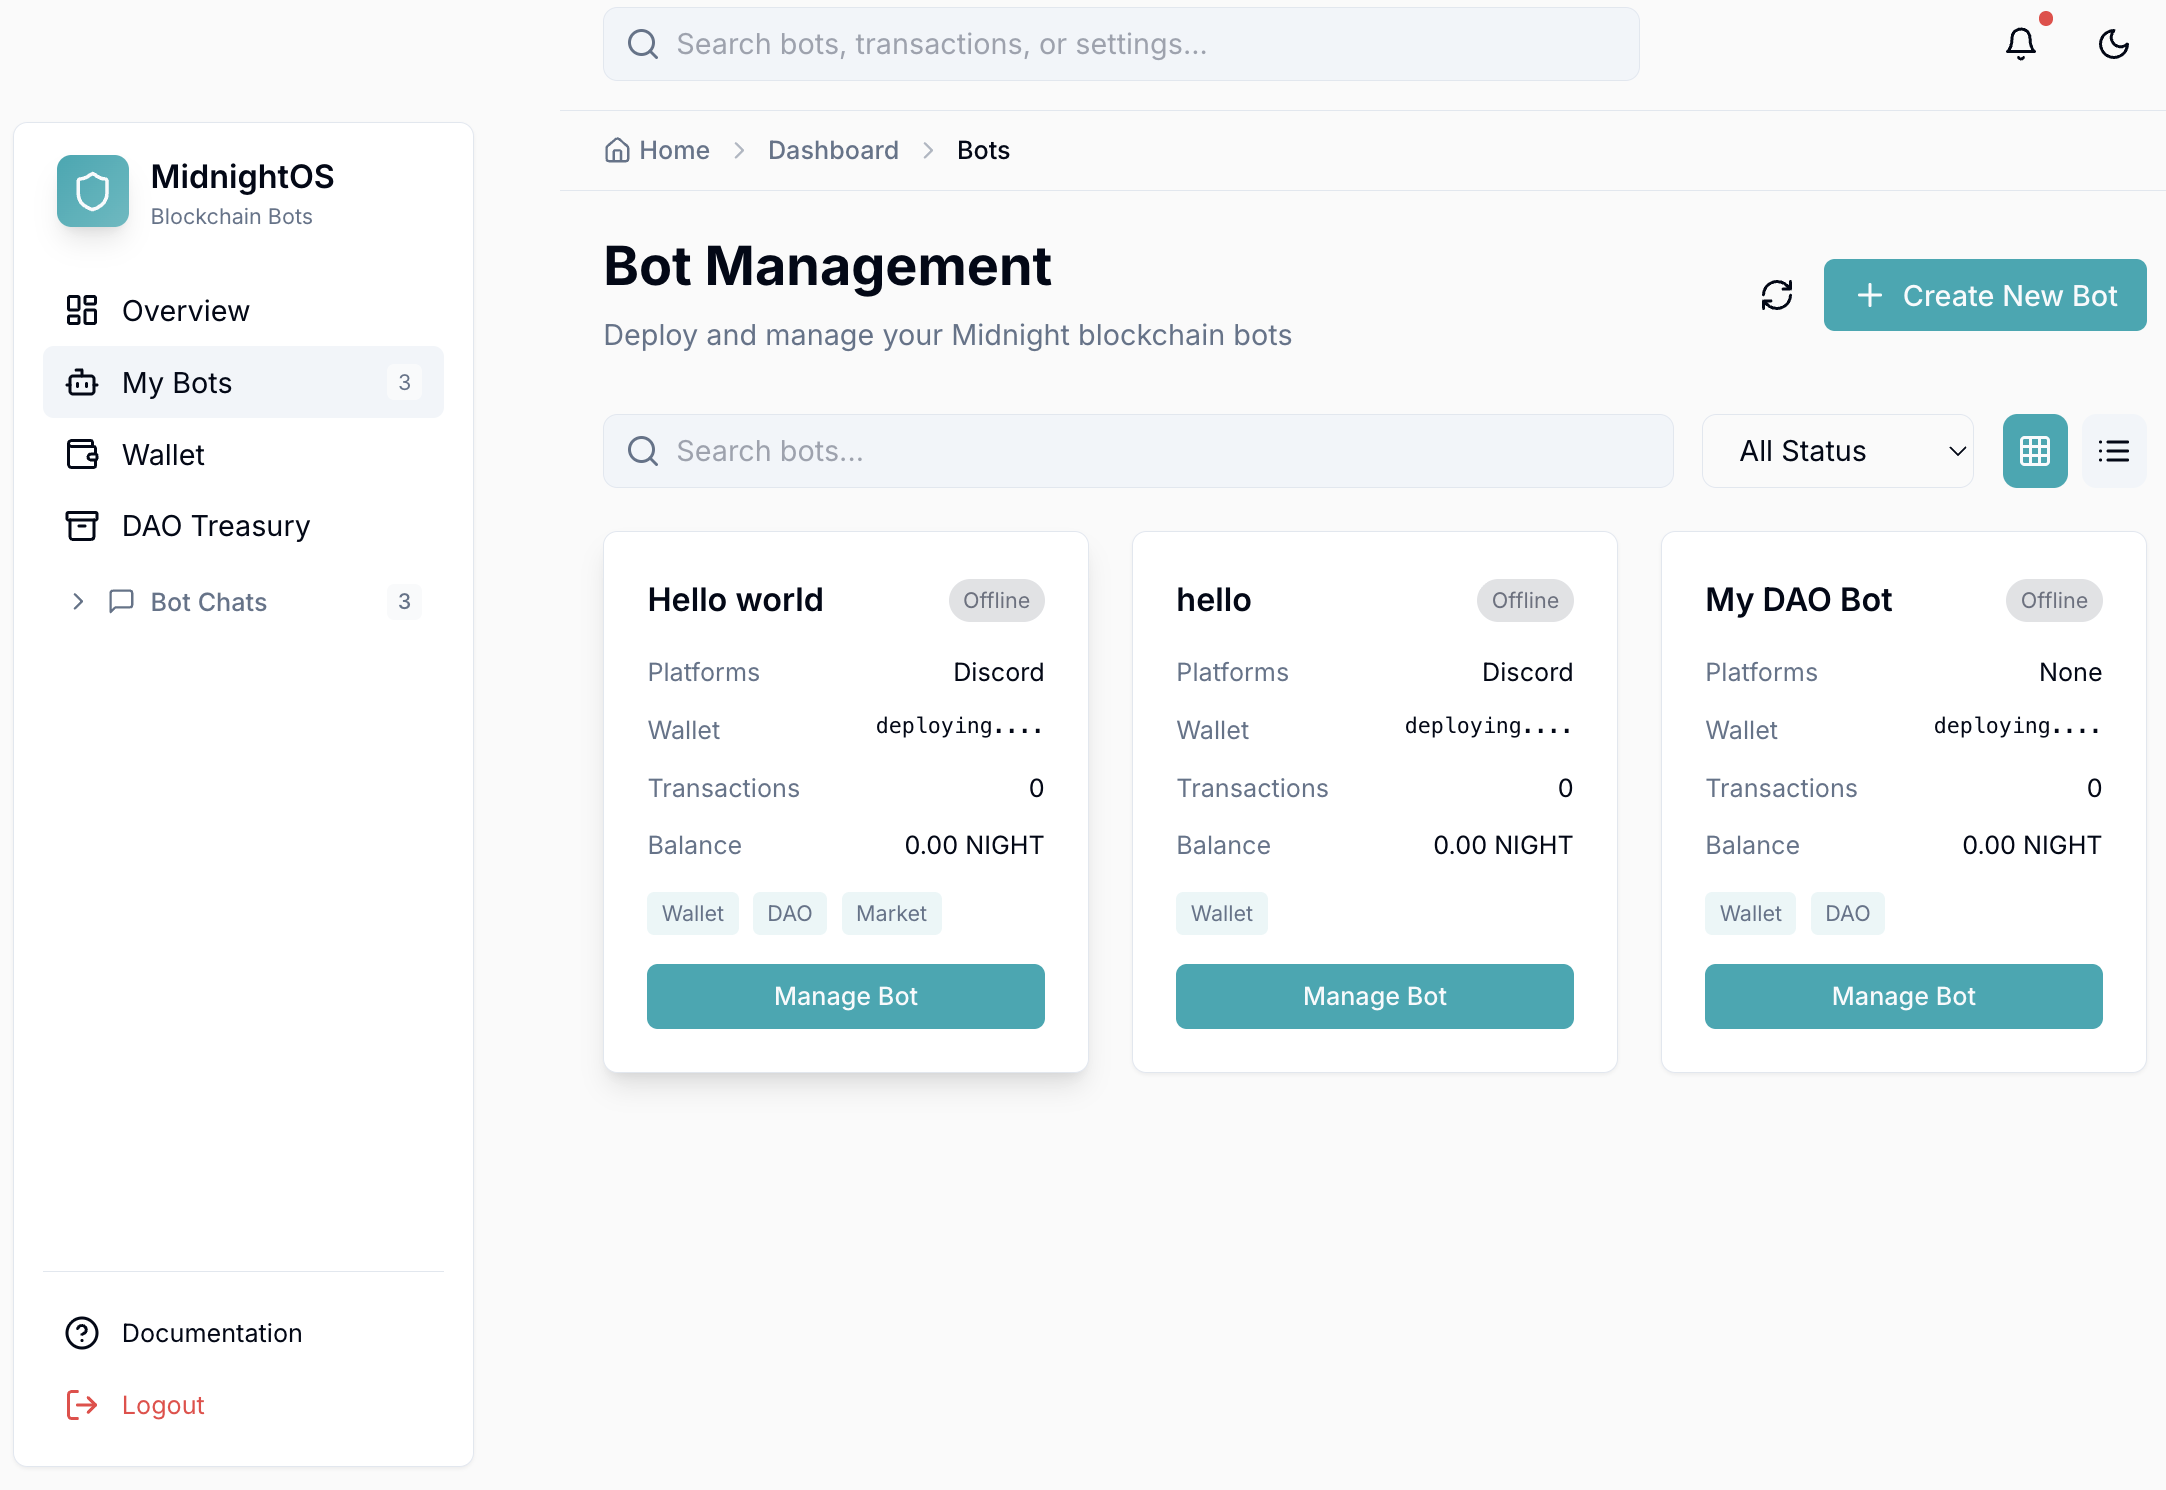 Search bots, transactions, or settings...
MidnightOS
Blockchain Bots
Overview
My Bots 3
Wallet
DAO Treasury
Bot Chats 3
Documentation
Logout
Home Dashboard Bots
Bot Management
Deploy and manage your Midnight blockchain bots
Create New Bot
Search bots...
All Status
Hello world Offline
Platforms Discord
Wallet deploying....
Transactions 0
Balance 0.00 NIGHT
Wallet DAO Market
Manage Bot
hello Offline
Platforms Discord
Wallet deploying....
Transactions 0
Balance 0.00 NIGHT
Wallet
Manage Bot
My DAO Bot Offline
Platforms None
Wallet deploying....
Transactions 0
Balance 0.00 NIGHT
Wallet DAO
Manage Bot